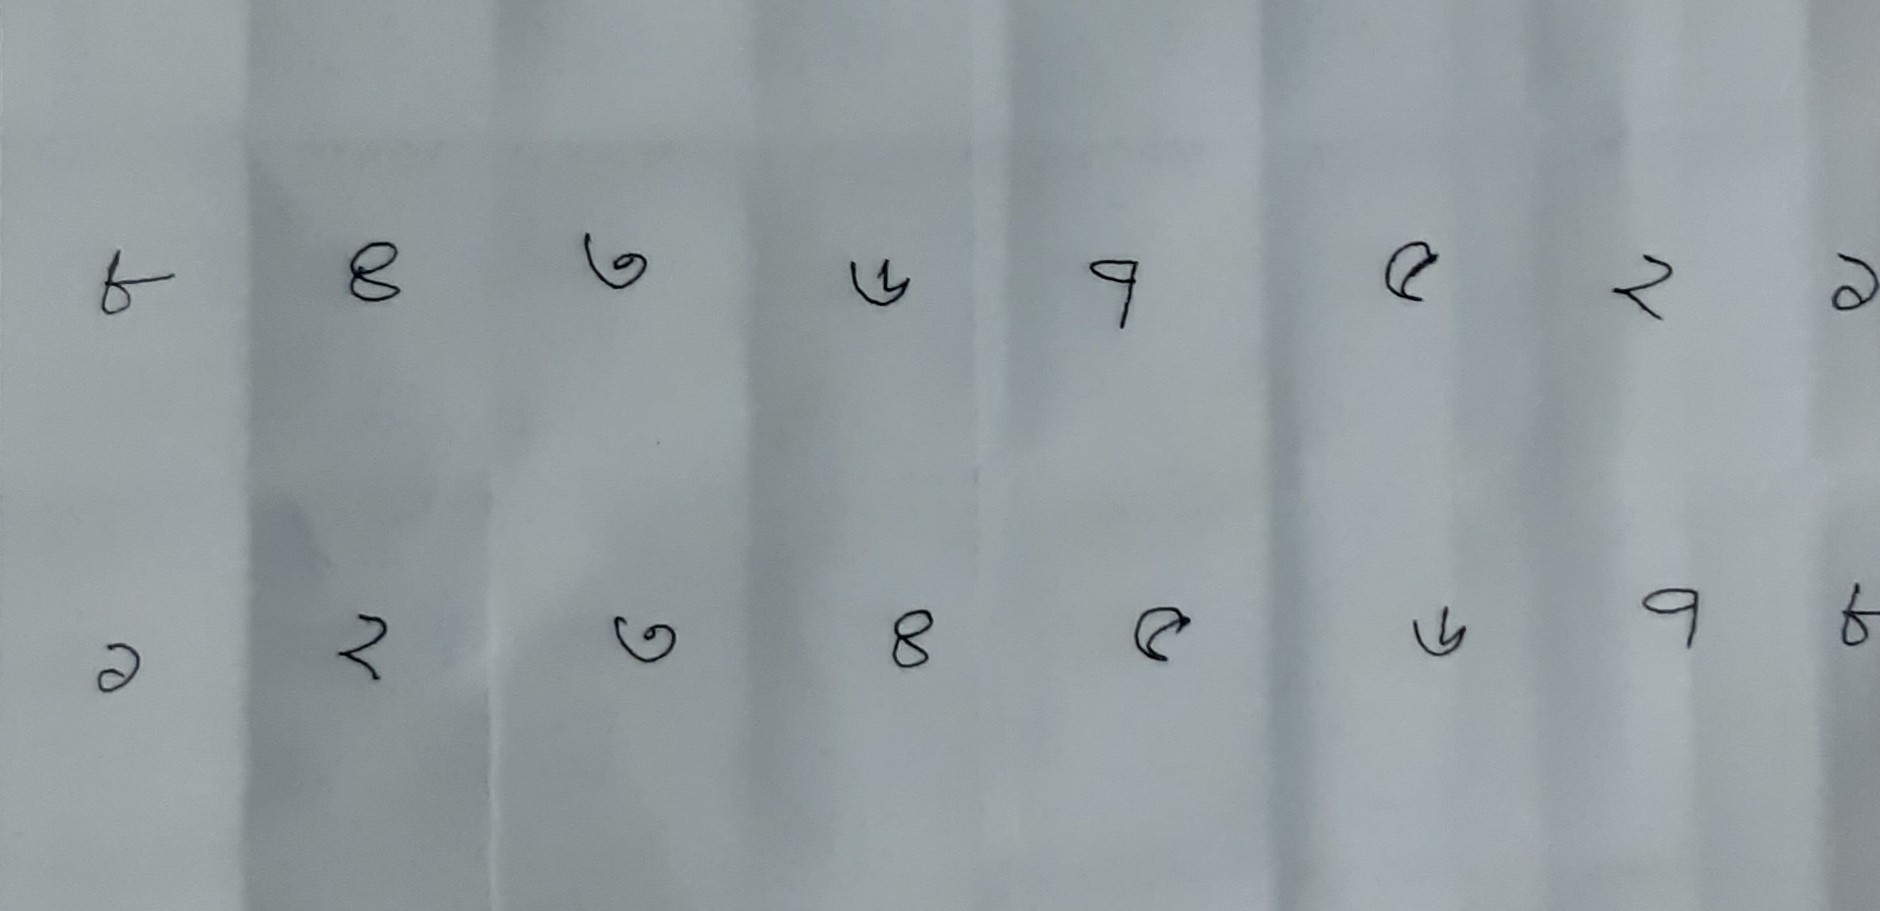 ৮ ৪ ৩ ৬ ৭ ৫ ২ ১
১ ২ ৩ ৪ ৫ ৬ ৭ ৮